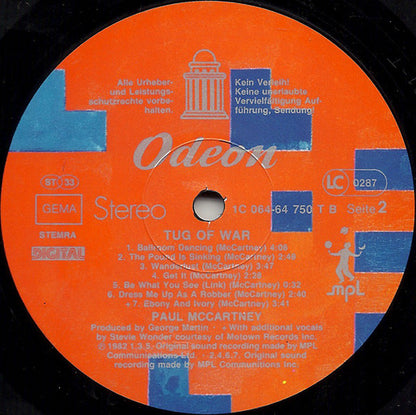 Alle Urheber-
und Leistungs-
schutzrechte vorbe-
halten.
Kein Verleih!
Keine unerlaubte
Vervielfältigung Auf-
führung, Sendung!
Odeon
ST 33
GEMA
STEMRA
DIGITAL
Stereo
LC 0287
1C 064-64 750 T B Seite 2
TUG OF WAR
1. Ballroom Dancing (McCartney) 4:06
2. The Pound Is Sinking (McCartney) 2:49
3. Wanderlust (McCartney) 3:47
4. Get It (McCartney) 2:28
5. Be What You See (Link) (McCartney) 0:32
6. Dress Me Up As A Robber (McCartney) 2:40
+7. Ebony And Ivory (McCartney) 3:41
PAUL MCCARTNEY
mpl
Produced by George Martin - +With additional vocals
by Stevie Wonder courtesy of Motown Records Inc.
℗ 1982 1,3,5. Original sound recording made by MPL
Communications Ltd. - 2,4,6,7. Original sound
recording made by MPL Communications Inc